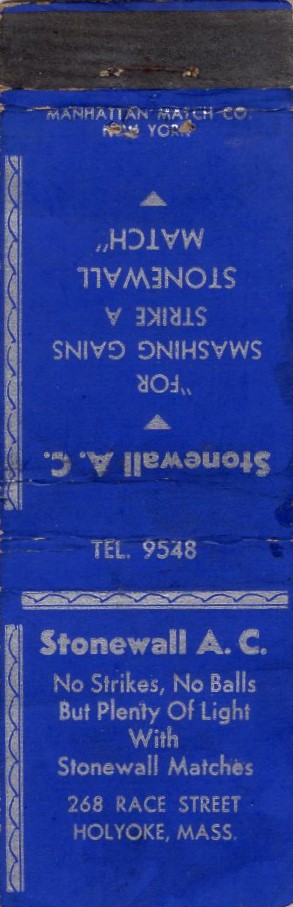 MANHATTAN MATCH CO.
NEW YORK
Stonewall A. C.
"FOR
SMASHING GAINS
STRIKE A
STONEWALL
MATCH"
TEL. 9548
Stonewall A. C.
No Strikes, No Balls
But Plenty Of Light
With
Stonewall Matches
268 RACE STREET
HOLYOKE, MASS.